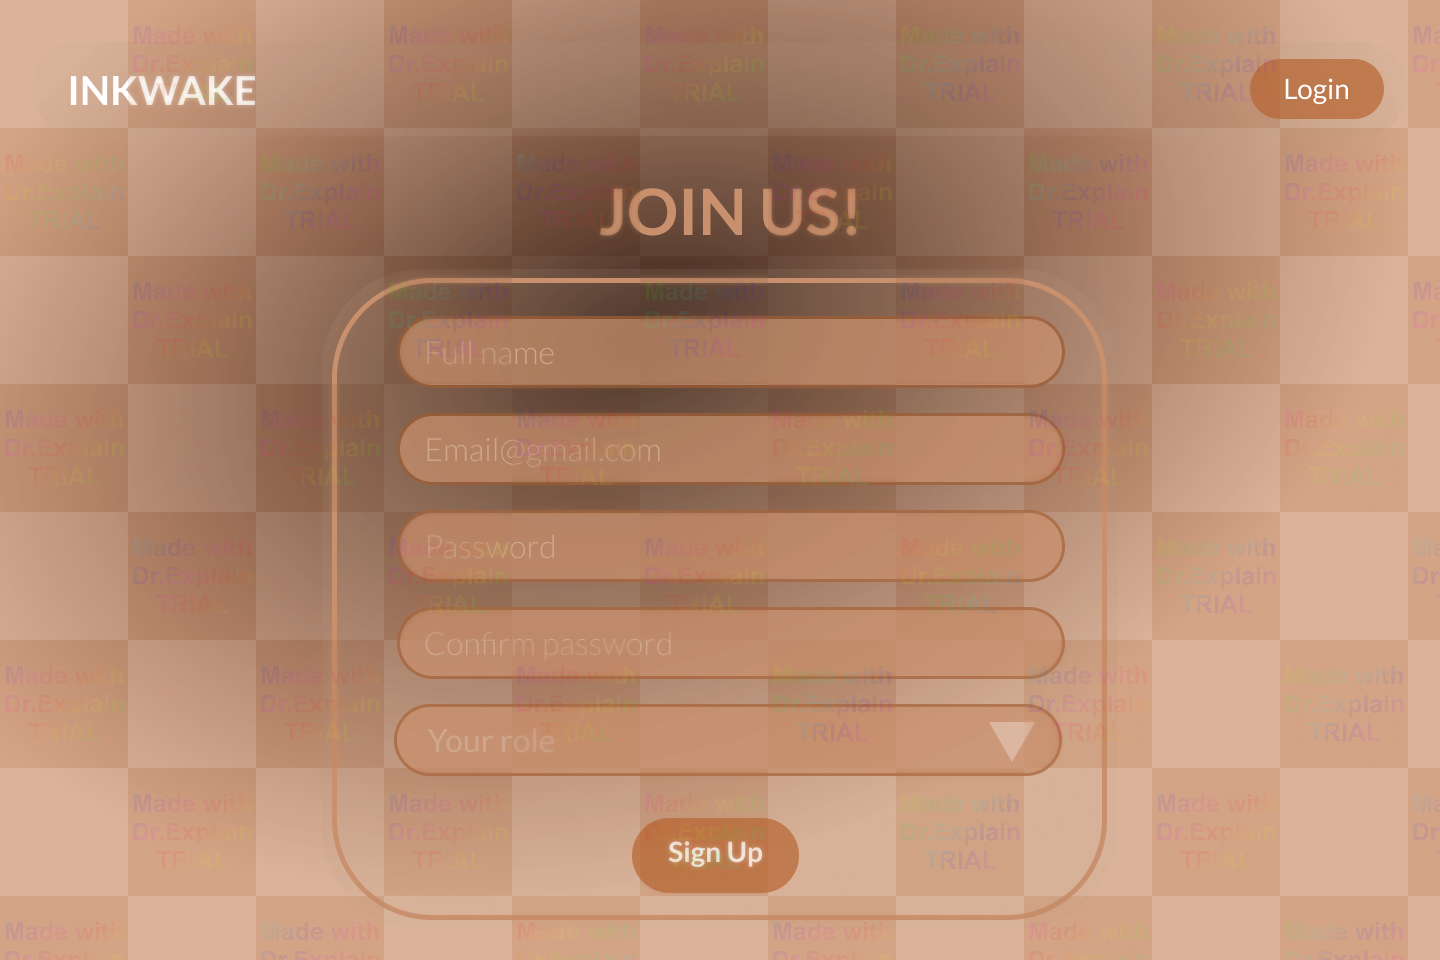 INKWAKE
Login
JOIN US!
Full name
Email@gmail.com
Password
Confirm password
Your role
Sign Up
Made with
Dr.Explain
TRIAL